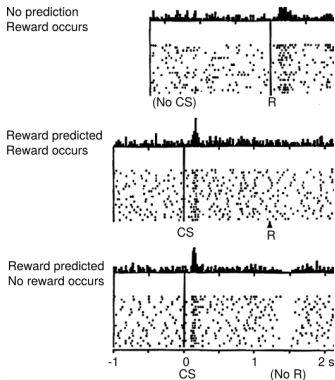 No prediction
Reward occurs
(No CS) R
Reward predicted
Reward occurs
CS R
Reward predicted
No reward occurs
-1 0 1 2 s
CS (No R)